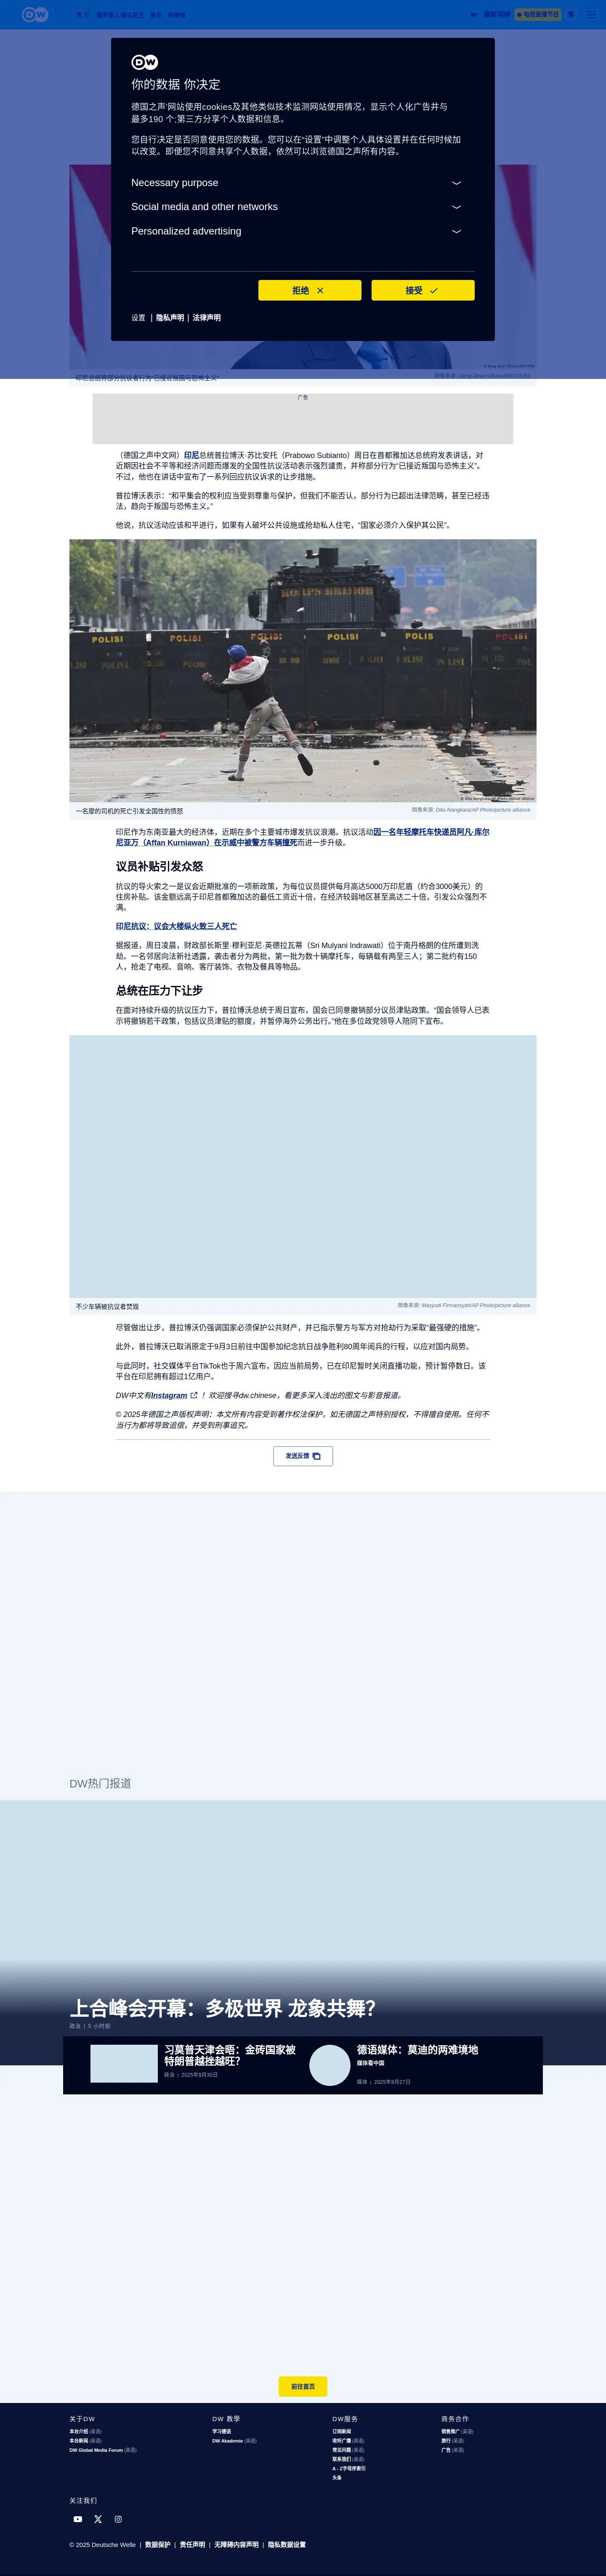 DW
最新视频
电视直播节目
繁
DW
你的数据 你决定
德国之声'网站使用cookies及其他类似技术监测网站使用情况，显示个人化广告并与
最多190 个;第三方分享个人数据和信息。
您自行决定是否同意使用您的数据。您可以在“设置”中调整个人具体设置并在任何时候加
以改变。即便您不同意共享个人数据，依然可以浏览德国之声所有内容。
Necessary purpose
Social media and other networks
Personalized advertising
拒绝
接受
设置 | 隐私声明 | 法律声明
印尼总统称部分抗议者行为“已接近叛国与恐怖主义”
广告
（德国之声中文网）印尼总统普拉博沃·苏比安托（Prabowo Subianto）周日在首都雅加达总统府发表讲话，对
近期因社会不平等和经济问题而爆发的全国性抗议活动表示强烈谴责，并称部分行为“已接近叛国与恐怖主义”。
不过，他也在讲话中宣布了一系列回应抗议诉求的让步措施。
普拉博沃表示：“和平集会的权利应当受到尊重与保护，但我们不能否认，部分行为已超出法律范畴，甚至已经违
法，趋向于叛国与恐怖主义。”
他说，抗议活动应该和平进行，如果有人破坏公共设施或抢劫私人住宅，“国家必须介入保护其公民”。
KORPS BRIMOB
POLISI POLISI POLISI POLISI POLISI POLISI
© Dita Alangkara/AP Photo/picture alliance
一名摩的司机的死亡引发全国性的愤怒
图像来源: Dita Alangkara/AP Photo/picture alliance
印尼作为东南亚最大的经济体，近期在多个主要城市爆发抗议浪潮。抗议活动因一名年轻摩托车快递员阿凡·库尔
尼亚万（Affan Kurniawan）在示威中被警方车辆撞死而进一步升级。
议员补贴引发众怒
抗议的导火索之一是议会近期批准的一项新政策，为每位议员提供每月高达5000万印尼盾（约合3000美元）的
住房补贴。该金额远高于印尼首都雅加达的最低工资近十倍，在经济较弱地区甚至高达二十倍，引发公众强烈不
满。
印尼抗议：议会大楼纵火致三人死亡
据报道，周日凌晨，财政部长斯里·穆利亚尼·英德拉瓦蒂（Sri Mulyani Indrawati）位于南丹格朗的住所遭到洗
劫。一名邻居向法新社透露，袭击者分为两批，第一批为数十辆摩托车，每辆载有两至三人；第二批约有150
人，抢走了电视、音响、客厅装饰、衣物及餐具等物品。
总统在压力下让步
在面对持续升级的抗议压力下，普拉博沃总统于周日宣布，国会已同意撤销部分议员津贴政策。“国会领导人已表
示将撤销若干政策，包括议员津贴的额度，并暂停海外公务出行。”他在多位政党领导人陪同下宣布。
不少车辆被抗议者焚毁
图像来源: Masyudi Firmansyah/AP Photo/picture alliance
尽管做出让步，普拉博沃仍强调国家必须保护公共财产，并已指示警方与军方对抢劫行为采取“最强硬的措施”。
此外，普拉博沃已取消原定于9月3日前往中国参加纪念抗日战争胜利80周年阅兵的行程，以应对国内局势。
与此同时，社交媒体平台TikTok也于周六宣布，因应当前局势，已在印尼暂时关闭直播功能，预计暂停数日。该
平台在印尼拥有超过1亿用户。
DW中文有Instagram ！欢迎搜寻dw.chinese，看更多深入浅出的图文与影音报道。
© 2025年德国之声版权声明：本文所有内容受到著作权法保护，如无德国之声特别授权，不得擅自使用。任何不
当行为都将导致追偿，并受到刑事追究。
发送反馈
DW热门报道
上合峰会开幕：多极世界 龙象共舞？
政治 | 5 小时前
习莫普天津会晤：金砖国家被
特朗普越挫越旺？
政治 | 2025年8月30日
德语媒体：莫迪的两难境地
媒体看中国
媒体 | 2025年8月27日
前往首页
关于DW
本台介绍 (英语)
本台新闻 (英语)
DW Global Media Forum (英语)
DW 教学
学习德语
DW Akademie (英语)
DW服务
订阅新闻
收听广播 (英语)
常见问题 (英语)
联系我们 (英语)
A - Z字母序索引
头条
商务合作
销售推广 (英语)
旅行 (英语)
广告 (英语)
关注我们
© 2025 Deutsche Welle | 数据保护 | 责任声明 | 无障碍内容声明 | 隐私数据设置